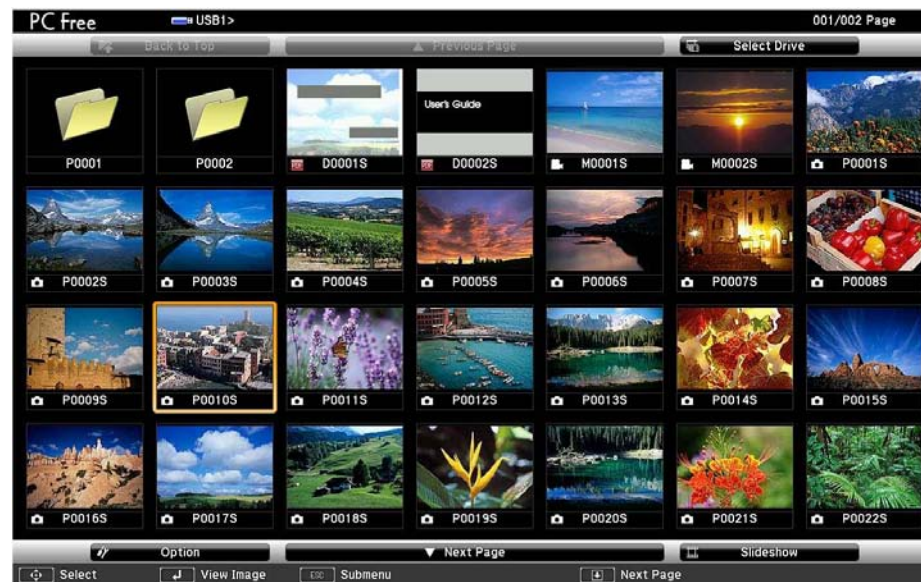 PC Free USB1> 001/002 Page
Back to Top Previous Page Select Drive
User's Guide
P0001 P0002 D0001S D0002S M0001S M0002S P0001S
P0002S P0003S P0004S P0005S P0006S P0007S P0008S
P0009S P0010S P0011S P0012S P0013S P0014S P0015S
P0016S P0017S P0018S P0019S P0020S P0021S P0022S
Option Next Page Slideshow
Select View Image ESC Submenu Next Page